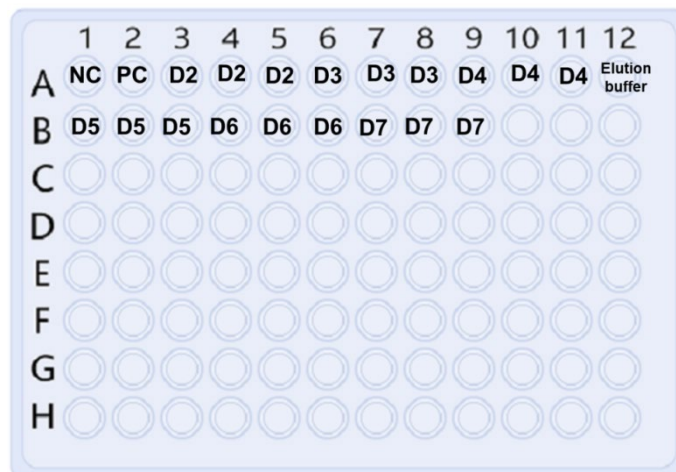 1 2 3 4 5 6 7 8 9 10 11 12
A NC PC D2 D2 D2 D3 D3 D3 D4 D4 D4 Elution
buffer
B D5 D5 D5 D6 D6 D6 D7 D7 D7
C
D
E
F
G
H